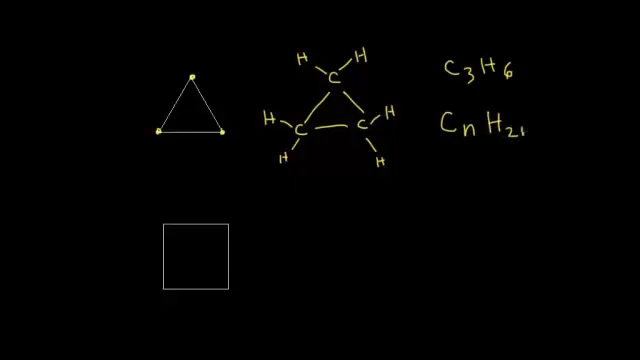 H H
C
H C C H
H H
C₃H₆
CₙH₂